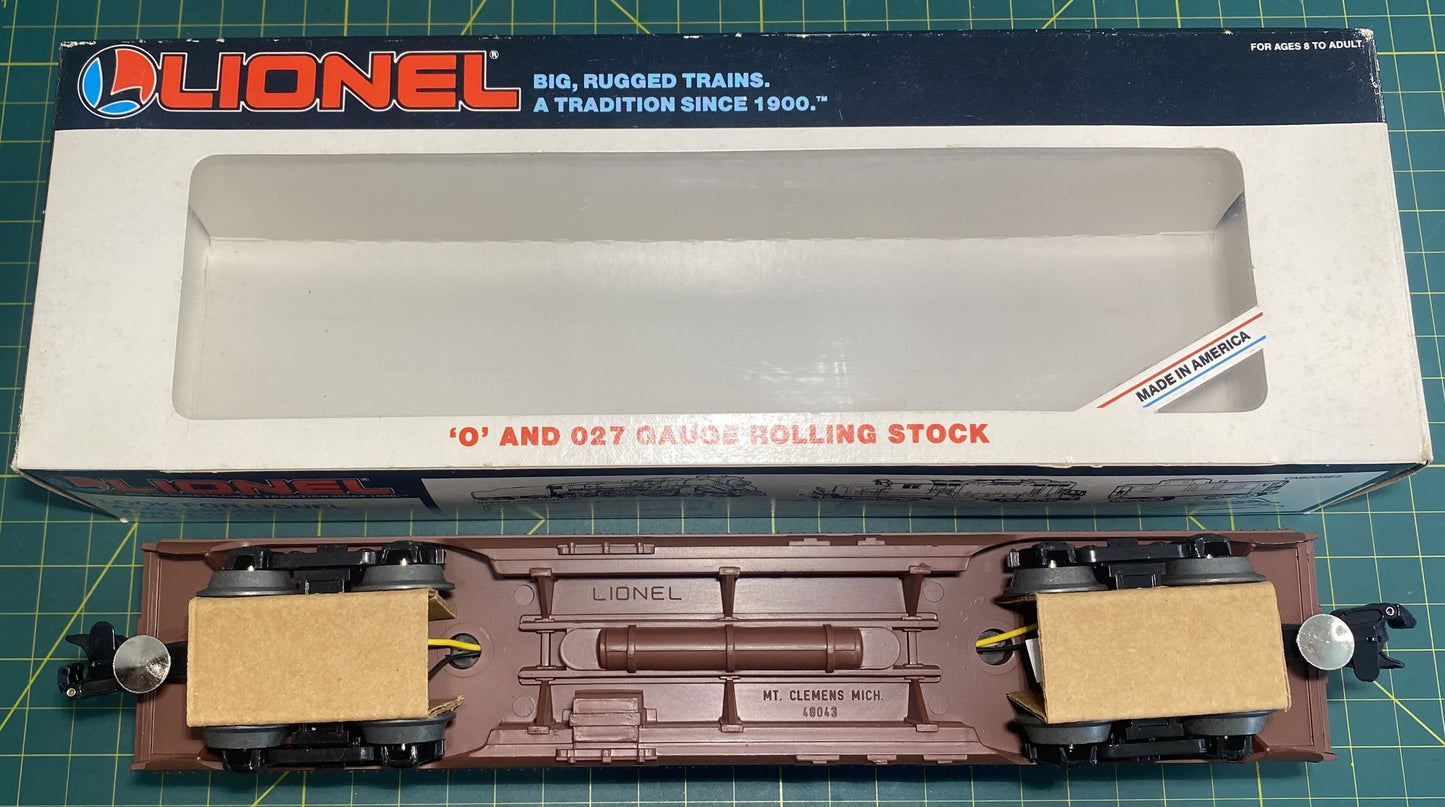 LIONEL®
BIG, RUGGED TRAINS.
A TRADITION SINCE 1900.™
FOR AGES 8 TO ADULT
MADE IN AMERICA
‘O’ AND 027 GAUGE ROLLING STOCK
LIONEL
LIONEL
MT. CLEMENS MICH.
48043